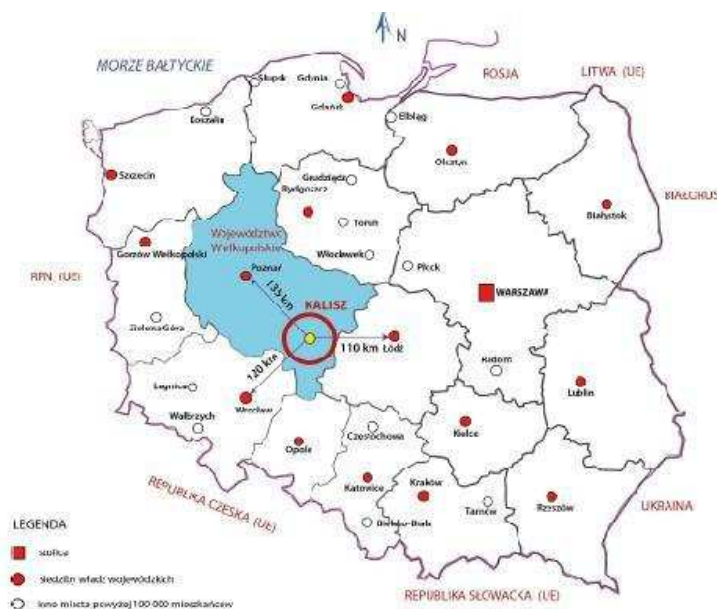 N
MORZE BAŁTYCKIE
ROSJA
LITWA (UE)
Słupsk
Gdynia
Gdańsk
Koszalin
Elbląg
Olsztyn
Szczecin
Grudziądz
Bydgoszcz
Białystok
BIAŁORUŚ
Toruń
Województwo
Wielkopolskie
Gorzów Wielkopolski
Włocławek
Płock
RFN (UE)
Poznań
135 km
WARSZAWA
KALISZ
Zielona Góra
110 km
Łódź
Radom
120 km
Legnica
Lublin
Wrocław
Wałbrzych
Częstochowa
Kielce
Opole
Katowice
Kraków
Tarnów
Rzeszów
REPUBLIKA CZESKA (UE)
UKRAINA
Bielsko-Biała
LEGENDA
stolica
siedziby władz wojewódzkich
inne miasta powyżej 100 000 mieszkańców
REPUBLIKA SŁOWACKA (UE)